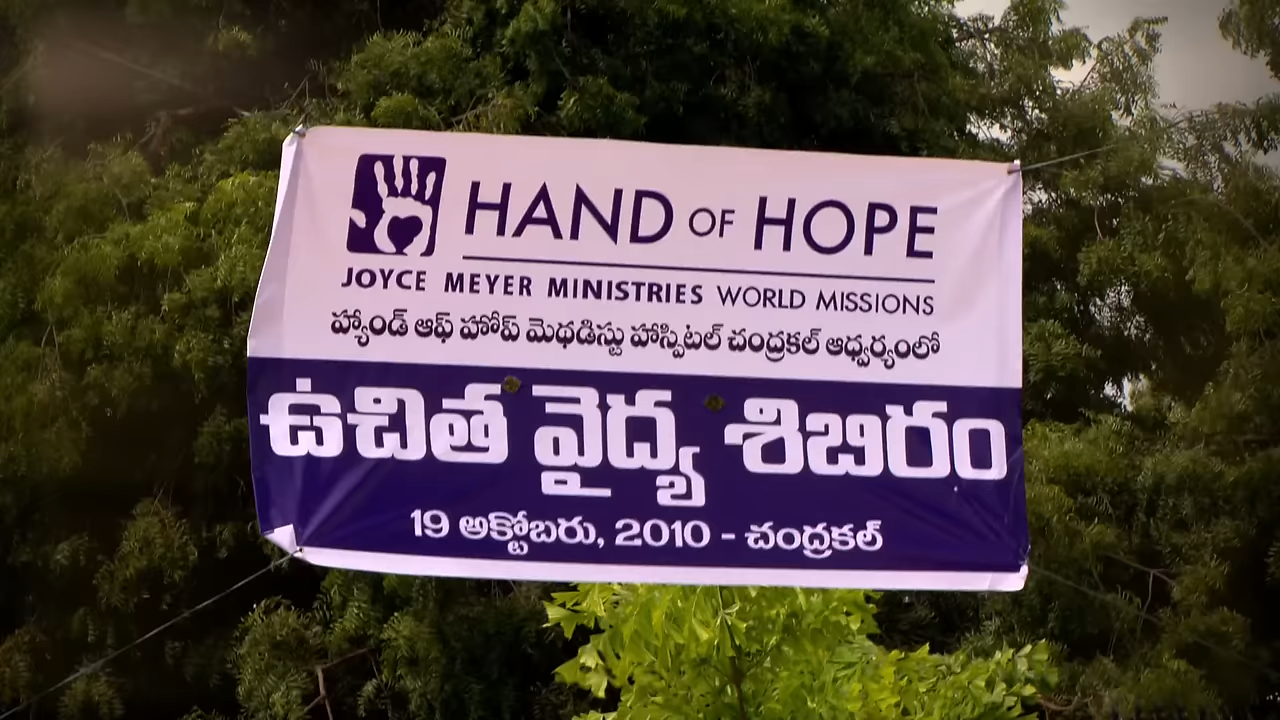 HAND OF HOPE
JOYCE MEYER MINISTRIES WORLD MISSIONS
హ్యాండ్ ఆఫ్ హోప్ మెథడిస్టు హాస్పిటల్ చంద్రకల్ ఆధ్వర్యంలో
ఉచిత వైద్య శిబిరం
19 అక్టోబరు, 2010 - చంద్రకల్